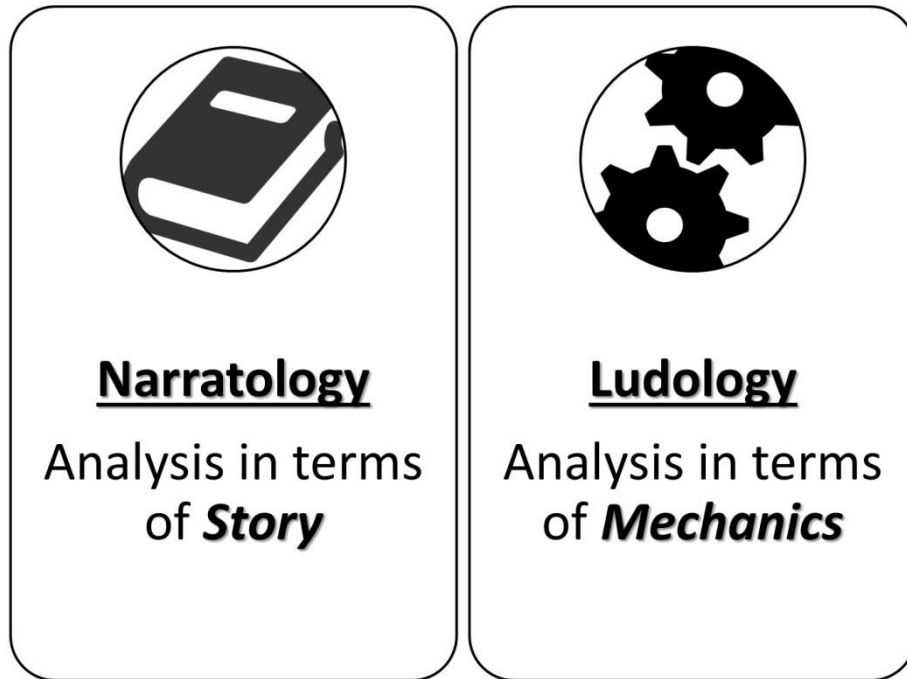 Narratology
Analysis in terms
of Story
Ludology
Analysis in terms
of Mechanics